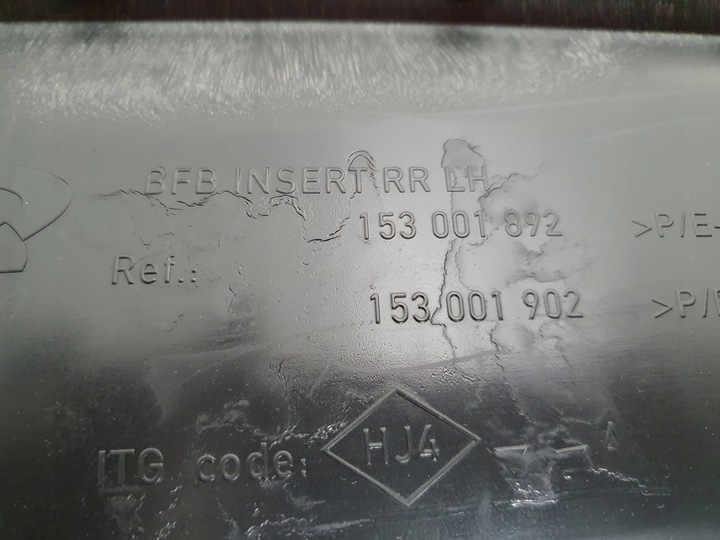 BFB INSERT RR LH
153 001 892 >P/E-
Ref.:
153 001 902 >P/
ITG code: HJ4